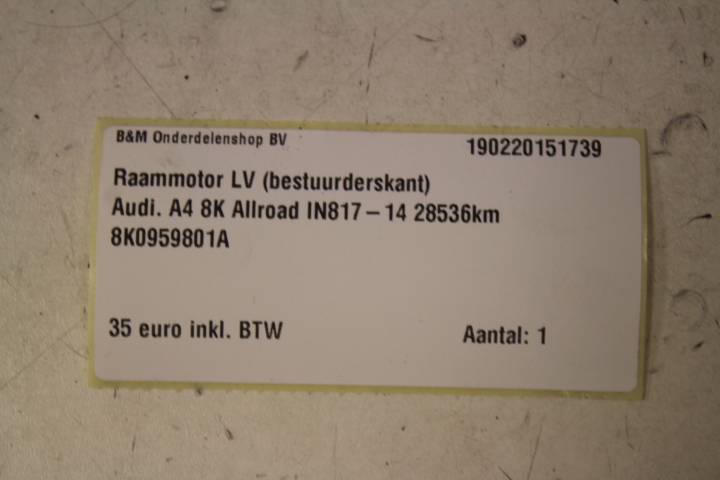 B&M Onderdelenshop BV 190220151739
Raammotor LV (bestuurderskant)
Audi. A4 8K Allroad IN817 – 14 28536km
8K0959801A
35 euro inkl. BTW Aantal: 1